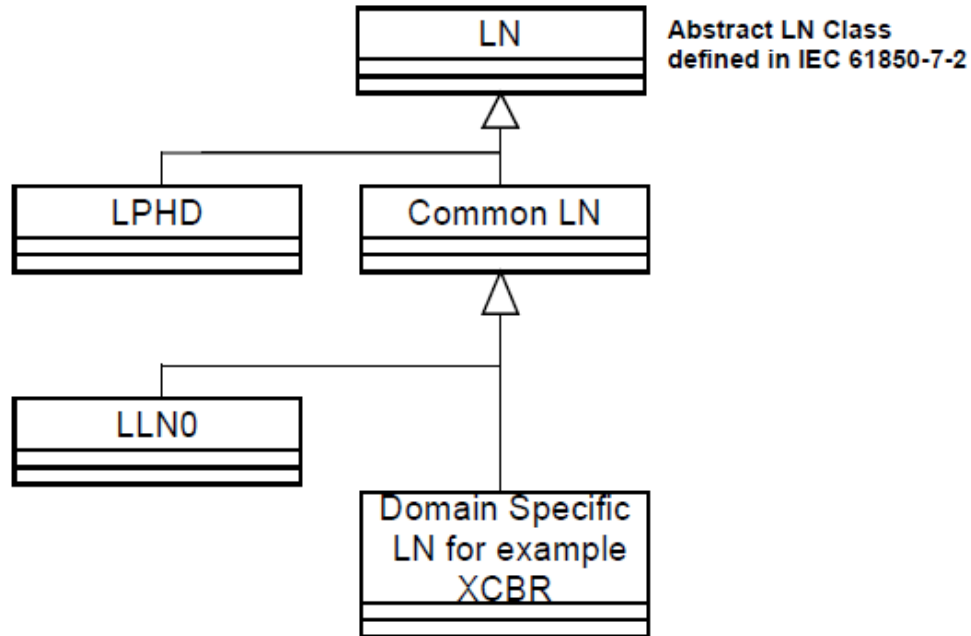 LN
Abstract LN Class
defined in IEC 61850-7-2
LPHD
Common LN
LLN0
Domain Specific
LN for example
XCBR